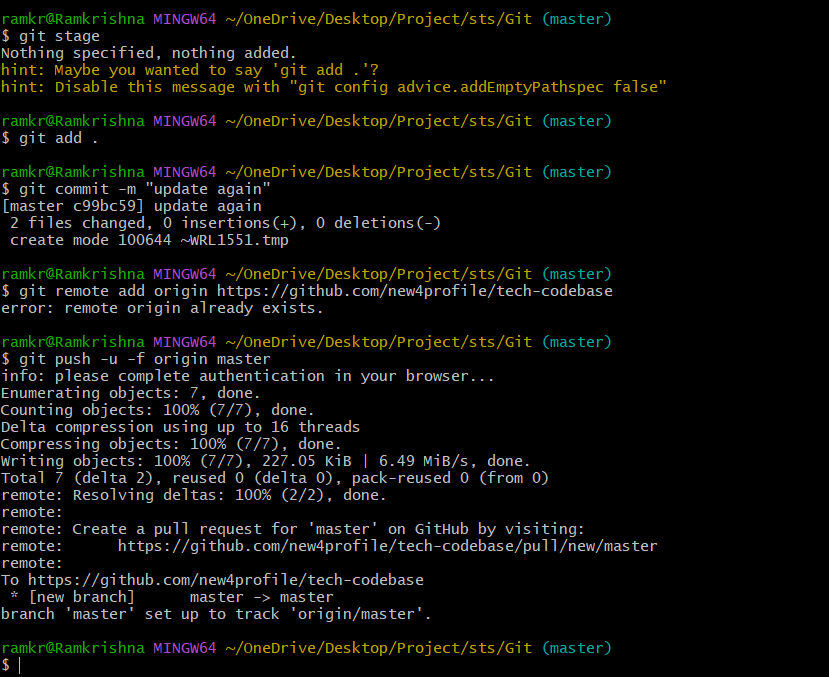 ramkr@Ramkrishna MINGW64 ~/OneDrive/Desktop/Project/sts/Git (master)
$ git stage
Nothing specified, nothing added.
hint: Maybe you wanted to say 'git add .'?
hint: Disable this message with "git config advice.addEmptyPathspec false"
ramkr@Ramkrishna MINGW64 ~/OneDrive/Desktop/Project/sts/Git (master)
$ git add .
ramkr@Ramkrishna MINGW64 ~/OneDrive/Desktop/Project/sts/Git (master)
$ git commit -m "update again"
[master c99bc59] update again
 2 files changed, 0 insertions(+), 0 deletions(-)
 create mode 100644 ~WRL1551.tmp
ramkr@Ramkrishna MINGW64 ~/OneDrive/Desktop/Project/sts/Git (master)
$ git remote add origin https://github.com/new4profile/tech-codebase
error: remote origin already exists.
ramkr@Ramkrishna MINGW64 ~/OneDrive/Desktop/Project/sts/Git (master)
$ git push -u -f origin master
info: please complete authentication in your browser...
Enumerating objects: 7, done.
Counting objects: 100% (7/7), done.
Delta compression using up to 16 threads
Compressing objects: 100% (7/7), done.
Writing objects: 100% (7/7), 227.05 KiB | 6.49 MiB/s, done.
Total 7 (delta 2), reused 0 (delta 0), pack-reused 0 (from 0)
remote: Resolving deltas: 100% (2/2), done.
remote:
remote: Create a pull request for 'master' on GitHub by visiting:
remote:      https://github.com/new4profile/tech-codebase/pull/new/master
remote:
To https://github.com/new4profile/tech-codebase
 * [new branch]      master -> master
branch 'master' set up to track 'origin/master'.
ramkr@Ramkrishna MINGW64 ~/OneDrive/Desktop/Project/sts/Git (master)
$